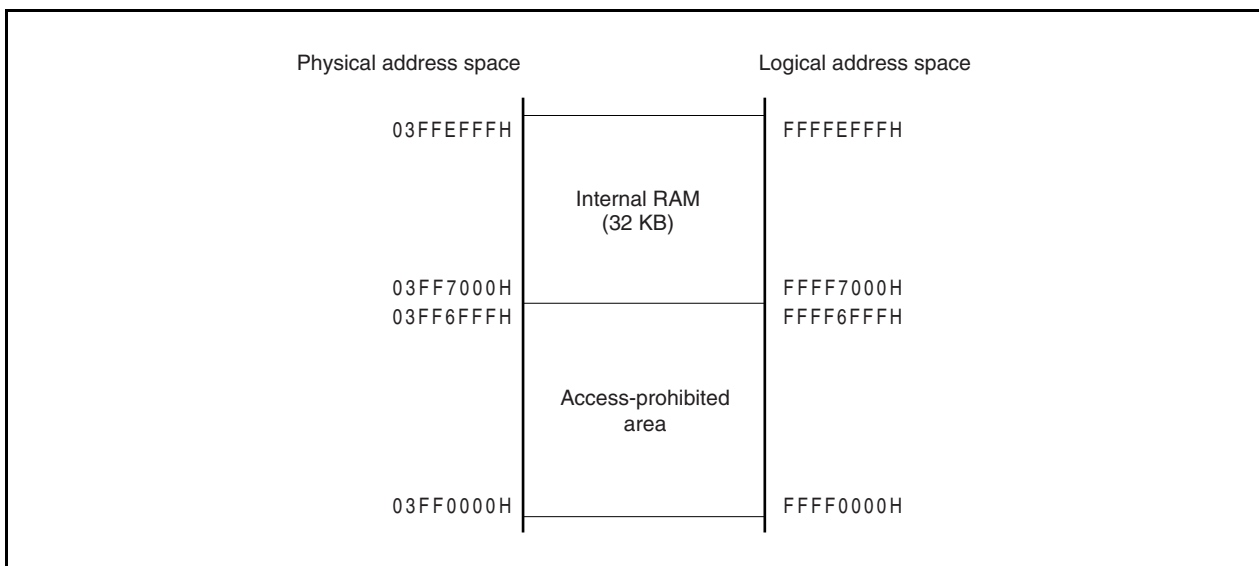 Physical address space
Logical address space
03FFEFFFH
FFFFEFFFH
Internal RAM
(32 KB)
03FF7000H
FFFF7000H
03FF6FFFH
FFFF6FFFH
Access-prohibited
area
03FF0000H
FFFF0000H